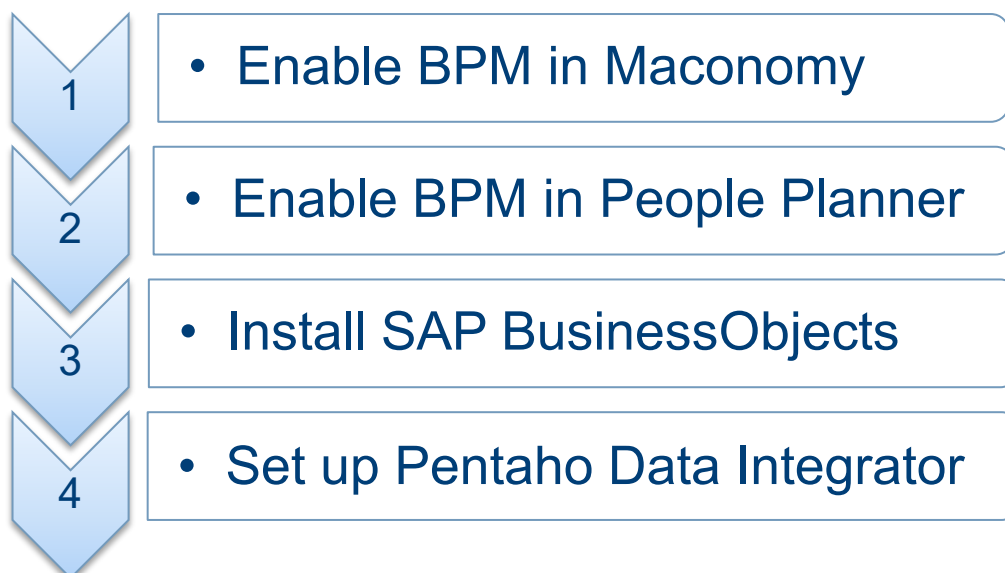 1
• Enable BPM in Maconomy
2
• Enable BPM in People Planner
3
• Install SAP BusinessObjects
4
• Set up Pentaho Data Integrator